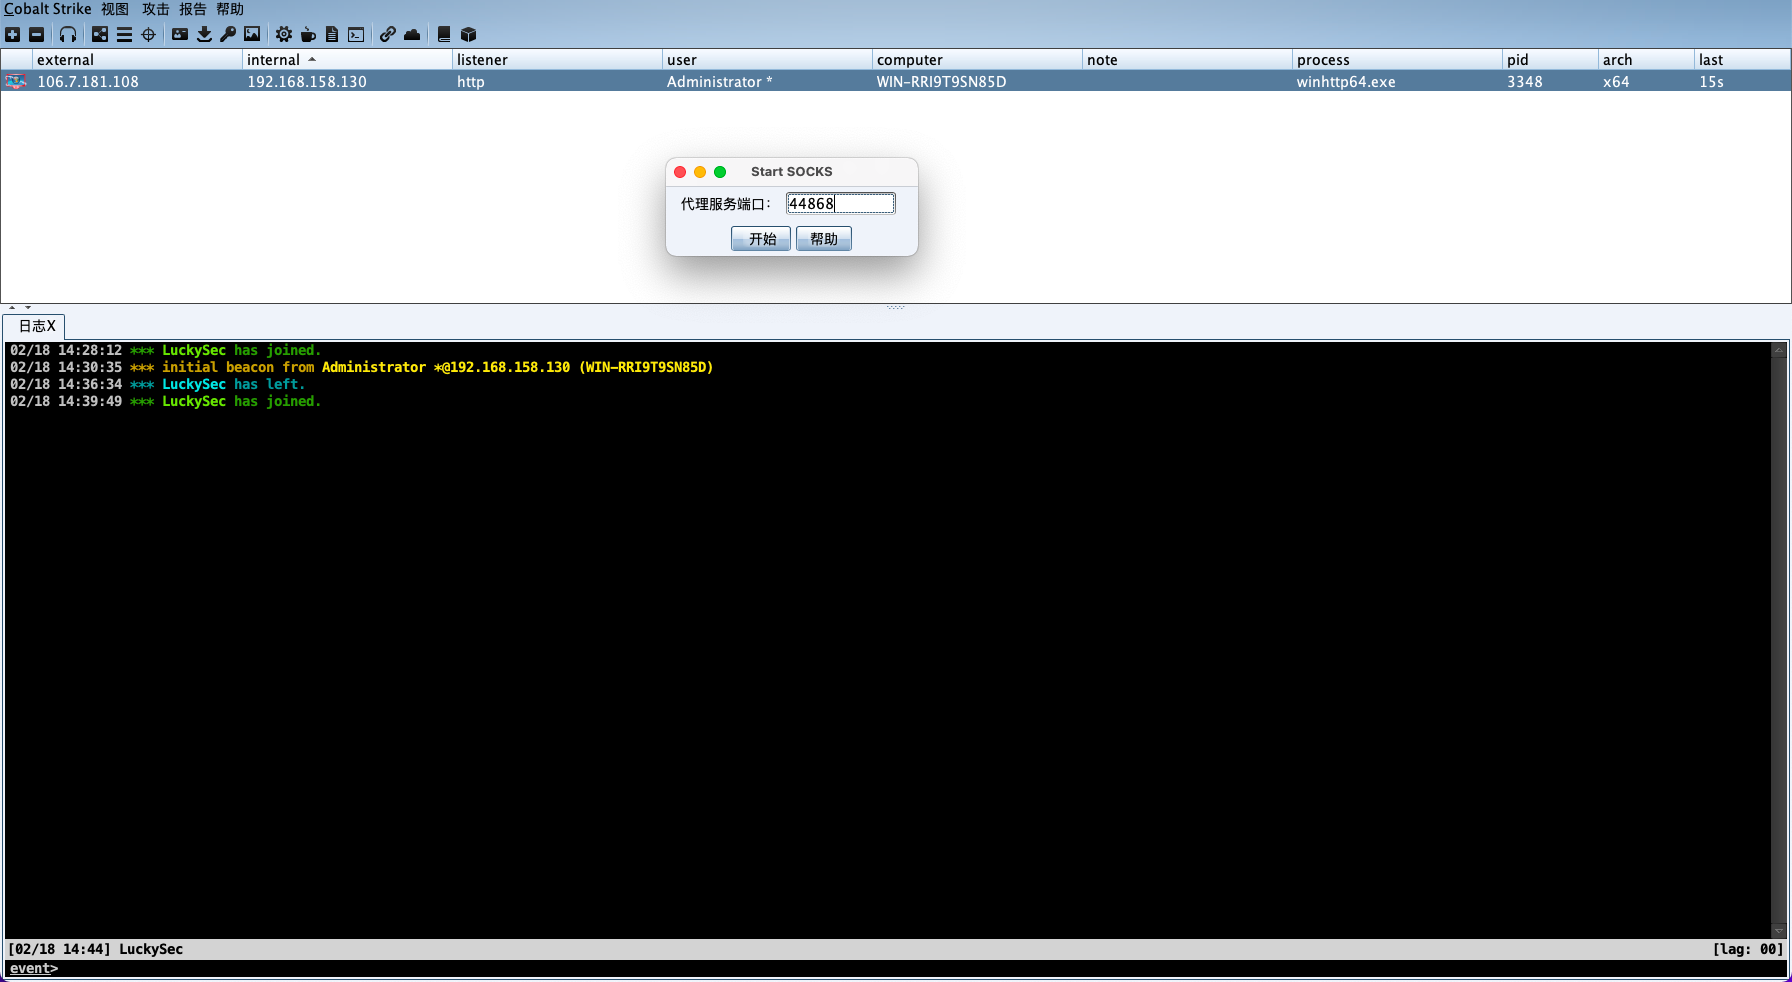 Cobalt Strike 视图 攻击 报告 帮助
external internal listener user computer note process pid arch last
106.7.181.108 192.168.158.130 http Administrator * WIN-RRI9T9SN85D winhttp64.exe 3348 x64 15s
Start SOCKS
代理服务端口： 44868
开始 帮助
日志X
02/18 14:28:12 *** LuckySec has joined.
02/18 14:30:35 *** initial beacon from Administrator *@192.168.158.130 (WIN-RRI9T9SN85D)
02/18 14:36:34 *** LuckySec has left.
02/18 14:39:49 *** LuckySec has joined.
[02/18 14:44] LuckySec [lag: 00]
event>